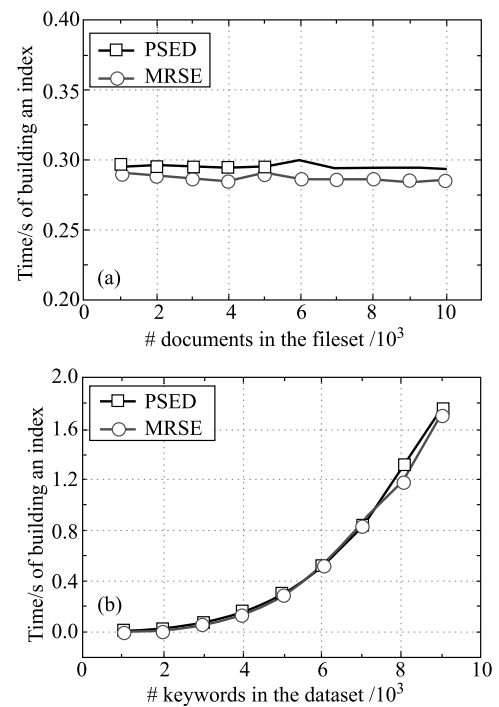 0.40
PSED
MRSE
0.35
0.30
0.25
0.20
Time/s of building an index
(a)
0 2 4 6 8 10
# documents in the fileset /10³
2.0
PSED
MRSE
1.6
1.2
0.8
0.4
0.0
Time/s of building an index
(b)
0 2 4 6 8 10
# keywords in the dataset /10³